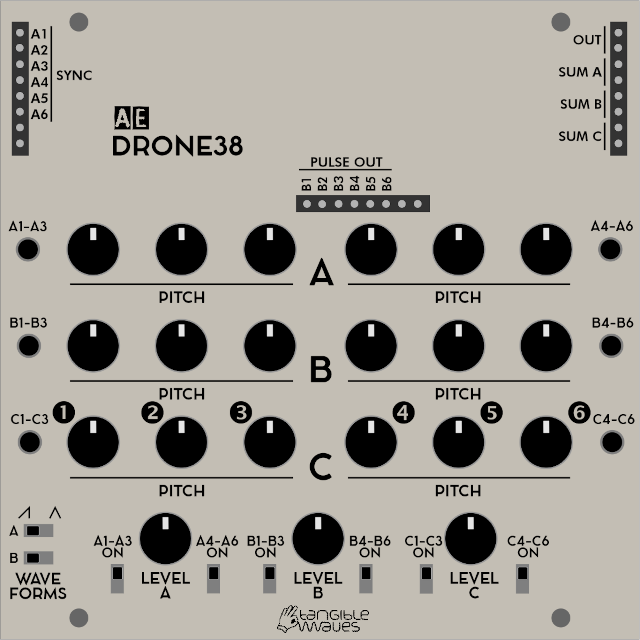 A1
A2
A3
A4
A5
A6
SYNC
OUT
SUM A
SUM B
SUM C
AE
DRONE38
PULSE OUT
B1 B2 B3 B4 B5 B6
A1-A3
A4-A6
A
PITCH
PITCH
B1-B3
B4-B6
B
PITCH
PITCH
C1-C3
1 2 3 4 5 6
C4-C6
C
PITCH
PITCH
A
B
WAVE
FORMS
A1-A3
ON
LEVEL
A
A4-A6
ON
B1-B3
ON
LEVEL
B
B4-B6
ON
C1-C3
ON
LEVEL
C
C4-C6
ON
tangible
waves